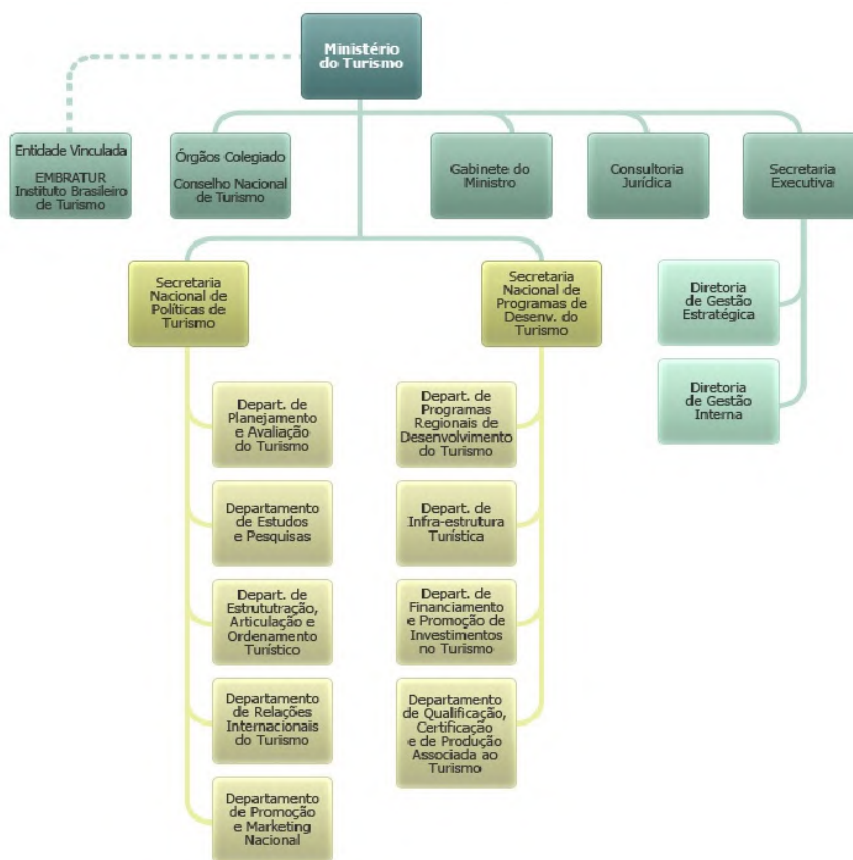 Ministério
do Turismo
Entidade Vinculada
EMBRATUR
Instituto Brasileiro
de Turismo
Órgãos Colegiado
Conselho Nacional
de Turismo
Gabinete do
Ministro
Consultoria
Jurídica
Secretaria
Executiva
Secretaria
Nacional de
Políticas de
Turismo
Secretaria
Nacional de
Programas de
Desenv. do
Turismo
Diretoria
de Gestão
Estratégica
Diretoria
de Gestão
Interna
Depart. de
Planejamento
e Avaliação
do Turismo
Departamento
de Estudos
e Pesquisas
Depart. de
Estrututração,
Articulação e
Ordenamento
Turístico
Departamento
de Relações
Internacionais
do Turismo
Departamento
de Promoção
e Marketing
Nacional
Depart. de
Programas
Regionais de
Desenvolvimento
do Turismo
Depart. de
Infra-estrutura
Turística
Depart. de
Financiamento
e Promoção de
Investimentos
no Turismo
Departamento
de Qualificação,
Certificação
e de Produção
Associada ao
Turismo